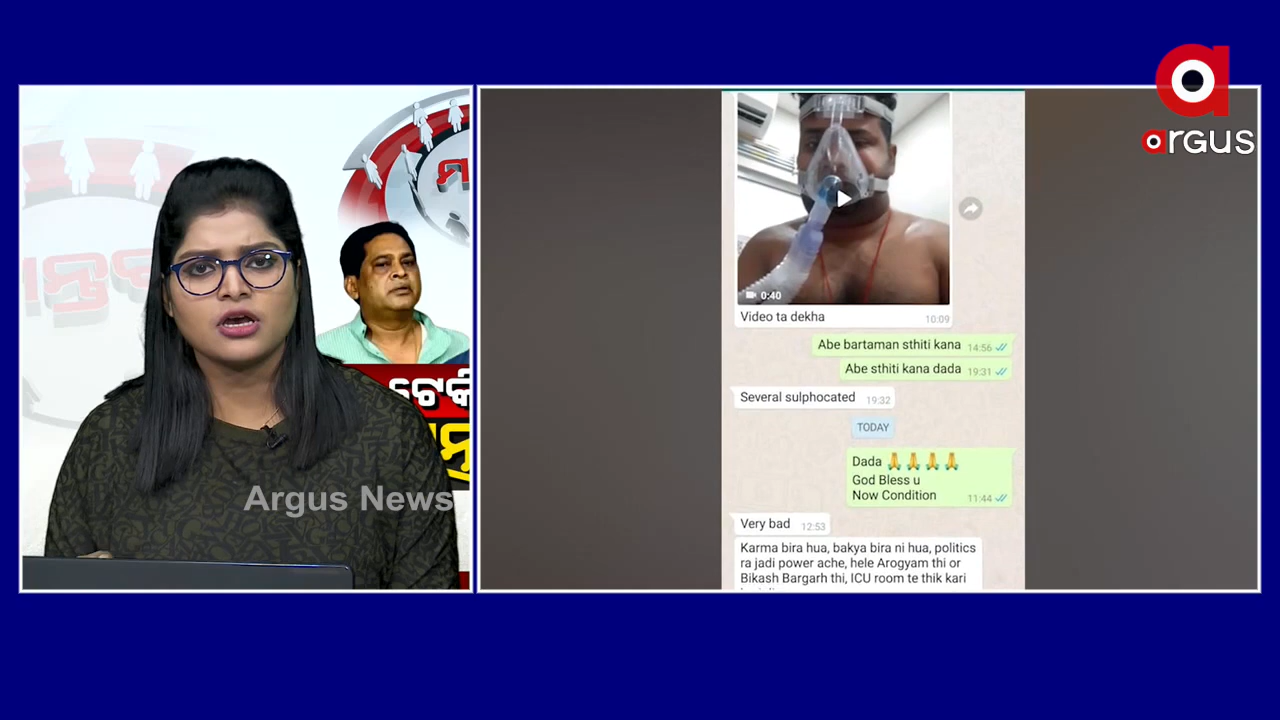 argus
Argus News
0:40
Video ta dekha
10:09
Abe bartaman sthiti kana
14:56
Abe sthiti kana dada
19:31
Several sulphocated
19:32
TODAY
Dada 🙏🙏🙏🙏
God Bless u
Now Condition
11:44
Very bad
12:53
Karma bira hua, bakya bira ni hua, politics
ra jadi power ache, hele Arogyam thi or
Bikash Bargarh thi, ICU room te thik kari